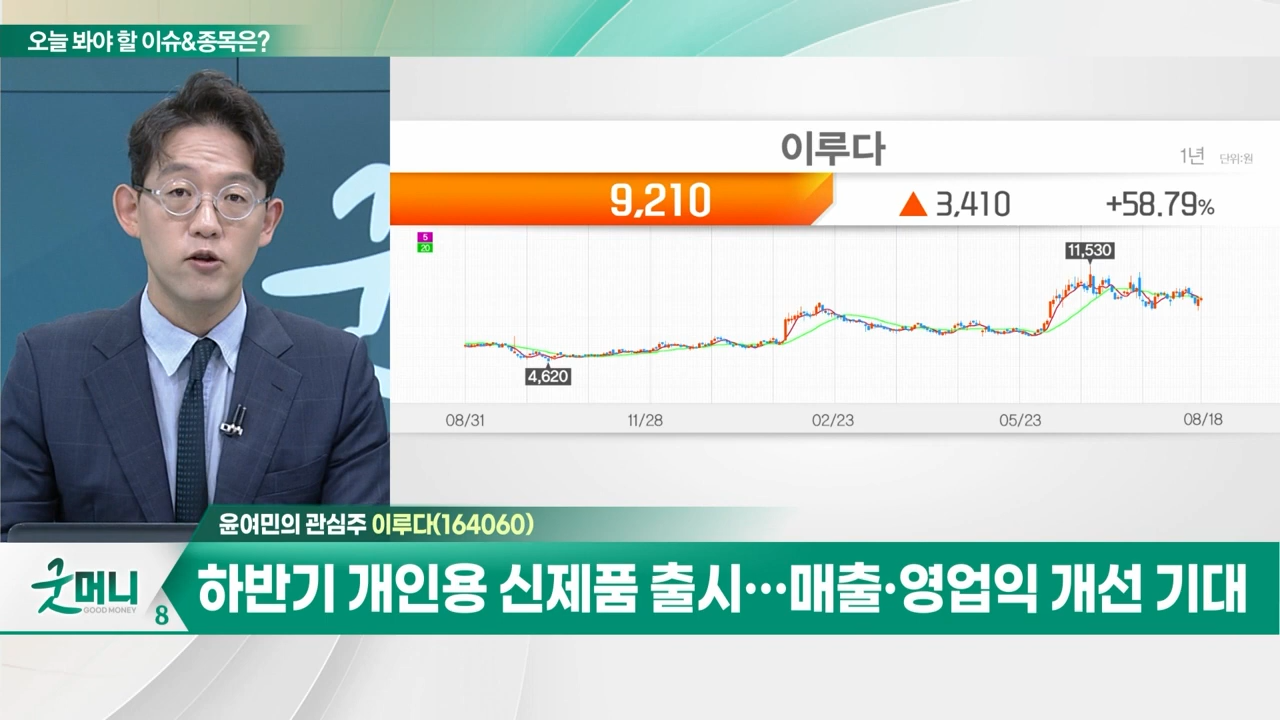 오늘 봐야 할 이슈&종목은?
이루다
1년 단위:원
9,210 ▲ 3,410 +58.79%
5
20
11,530
4,620
08/31 11/28 02/23 05/23 08/18
윤여민의 관심주 이루다(164060)
하반기 개인용 신제품 출시…매출·영업익 개선 기대
굿머니
GOOD MONEY
8